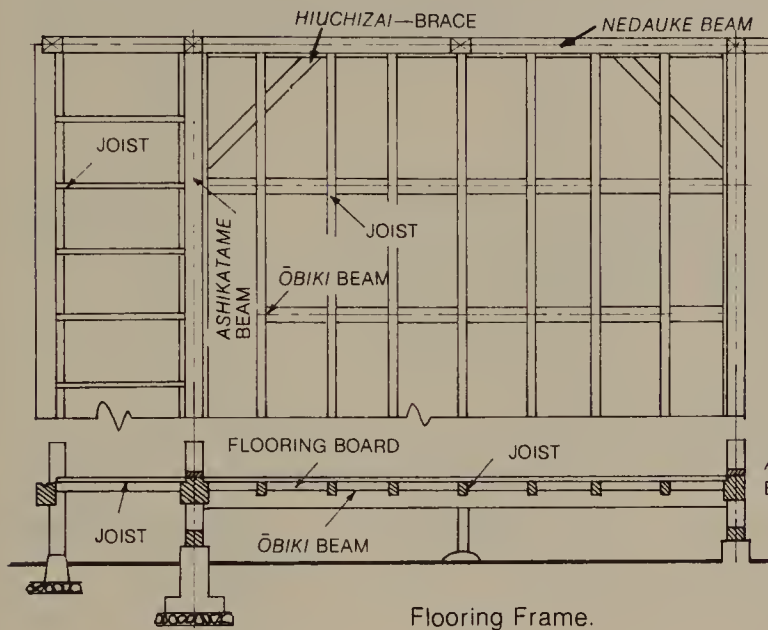 HIUCHIZAI—BRACE
NEDAUKE BEAM
JOIST
JOIST
ASHIKATAME
BEAM
ŌBIKI BEAM
FLOORING BOARD
JOIST
JOIST
ŌBIKI BEAM
Flooring Frame.